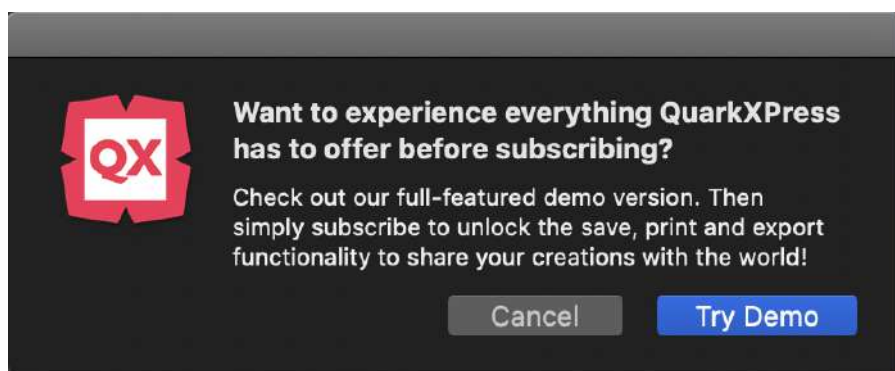 QX
Want to experience everything QuarkXPress
has to offer before subscribing?
Check out our full-featured demo version. Then
simply subscribe to unlock the save, print and export
functionality to share your creations with the world!
Cancel
Try Demo